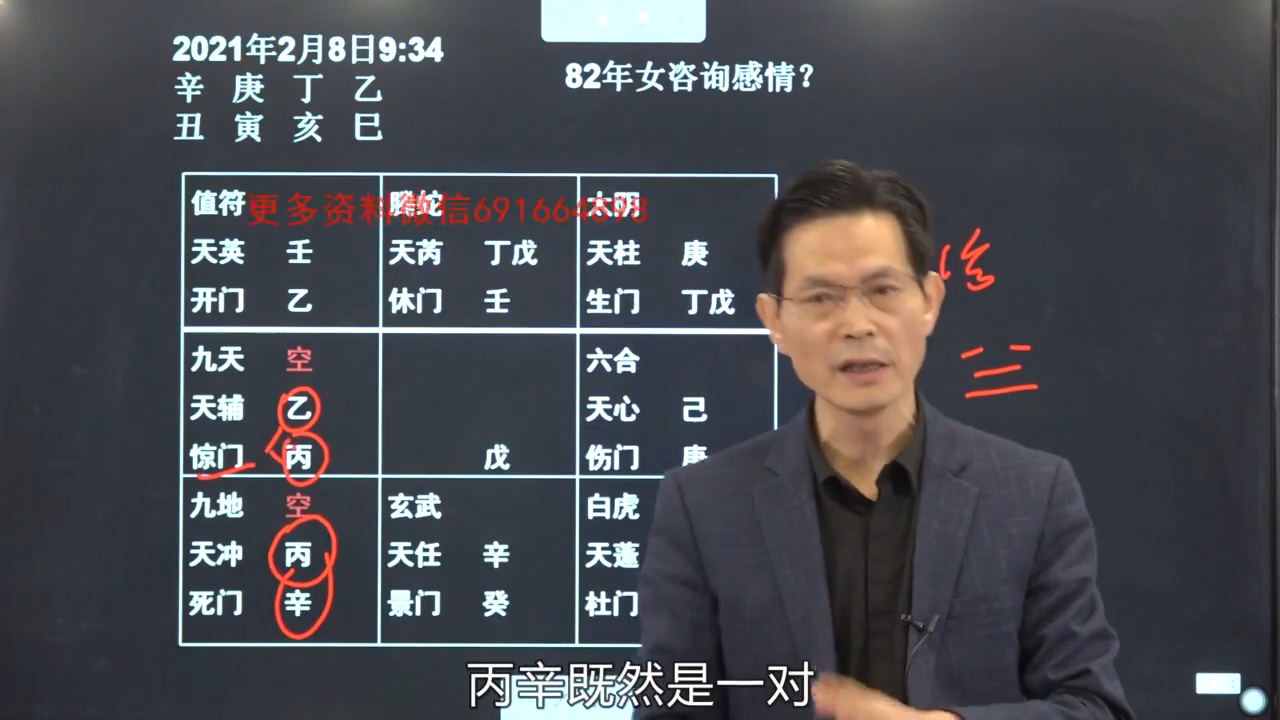 2021年2月8日9:34
辛 庚 丁 乙
丑 寅 亥 巳
82年女咨询感情？
值符 螣蛇 太阴
更多资料微信691664898
天英 壬 天芮 丁戊 天柱 庚
开门 乙 休门 壬 生门 丁戊
九天 空 六合
天辅 乙 天心 己
惊门 丙 戊 伤门 庚
九地 空 玄武 白虎
天冲 丙 天任 辛 天蓬
死门 辛 景门 癸 杜门
三
丙辛既然是一对